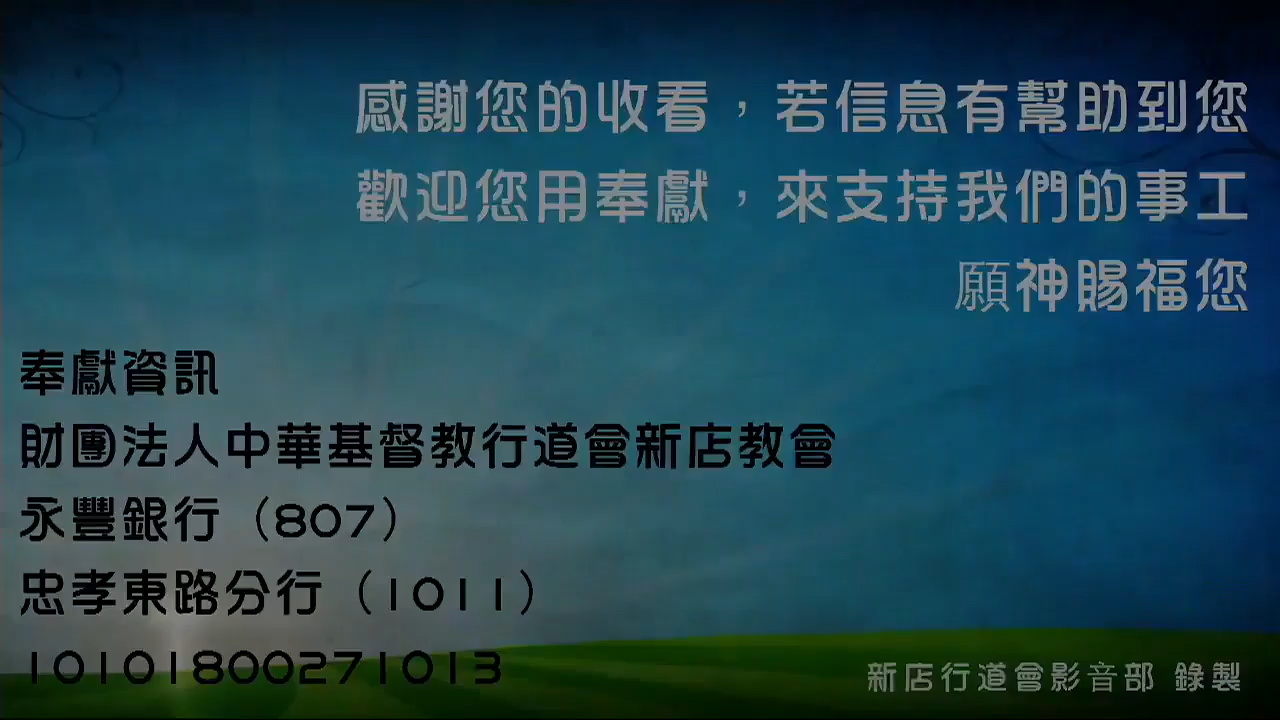 感謝您的收看，若信息有幫助到您
歡迎您用奉獻，來支持我們的事工
願神賜福您
奉獻資訊
財團法人中華基督教行道會新店教會
永豐銀行（807）
忠孝東路分行（1011）
10101800271013
新店行道會影音部 錄製